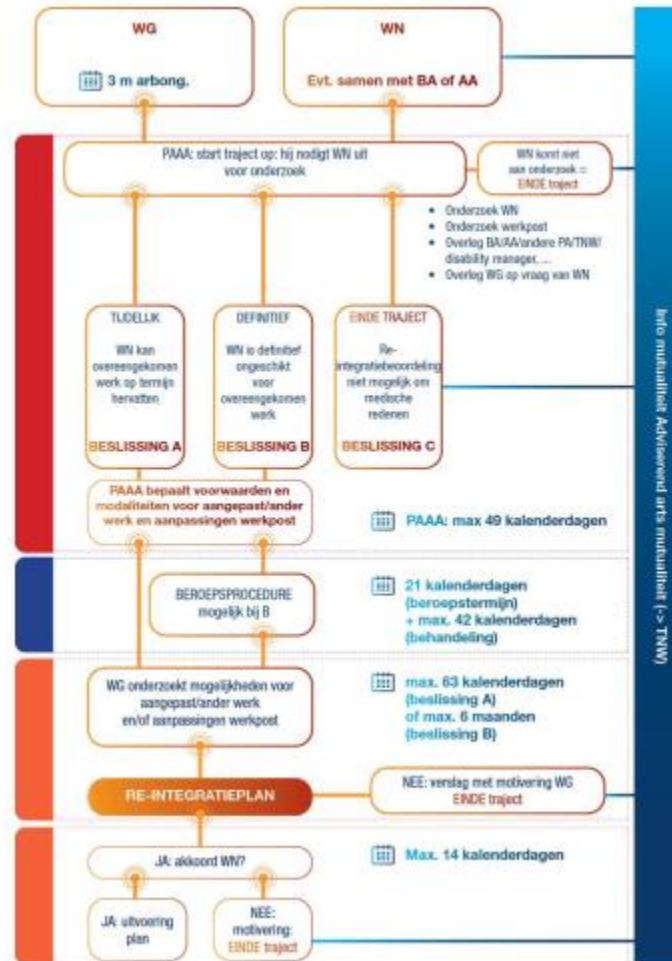 WG
3 m arbong.
WN
Evt. samen met BA of AA
PAAA: start traject op: hij nodigt WN uit
voor onderzoek
WN komt niet
aan onderzoek =
EINDE traject
• Onderzoek WN
• Onderzoek werkpost
• Overleg BA/AA/andere PA/TNW/
disability manager, ...
• Overleg WG op vraag van WN
TIJDELIJK
WN kan
overeengekomen
werk op termijn
hervatten
BESLISSING A
DEFINITIEF
WN is definitief
ongeschikt
voor
overeengekomen
werk
BESLISSING B
EINDE TRAJECT
Re-
integratiebeoordeling
niet mogelijk om
medische
redenen
BESLISSING C
PAAA bepaalt voorwaarden en
modaliteiten voor aangepast/ander
werk en aanpassingen werkpost
PAAA: max 49 kalenderdagen
BEROEPSPROCEDURE
mogelijk bij B
21 kalenderdagen
(beroepstermijn)
+ max. 42 kalenderdagen
(behandeling)
WG onderzoekt mogelijkheden voor
aangepast/ander werk
en/of aanpassingen werkpost
max. 63 kalenderdagen
(beslissing A)
of max. 6 maanden
(beslissing B)
RE-INTEGRATIEPLAN
NEE: verslag met motivering WG
EINDE traject
JA: akkoord WN?
Max. 14 kalenderdagen
JA: uitvoering
plan
NEE:
motivering:
EINDE traject
Info mutualiteit Adviserend arts mutualiteit (-> TNW)